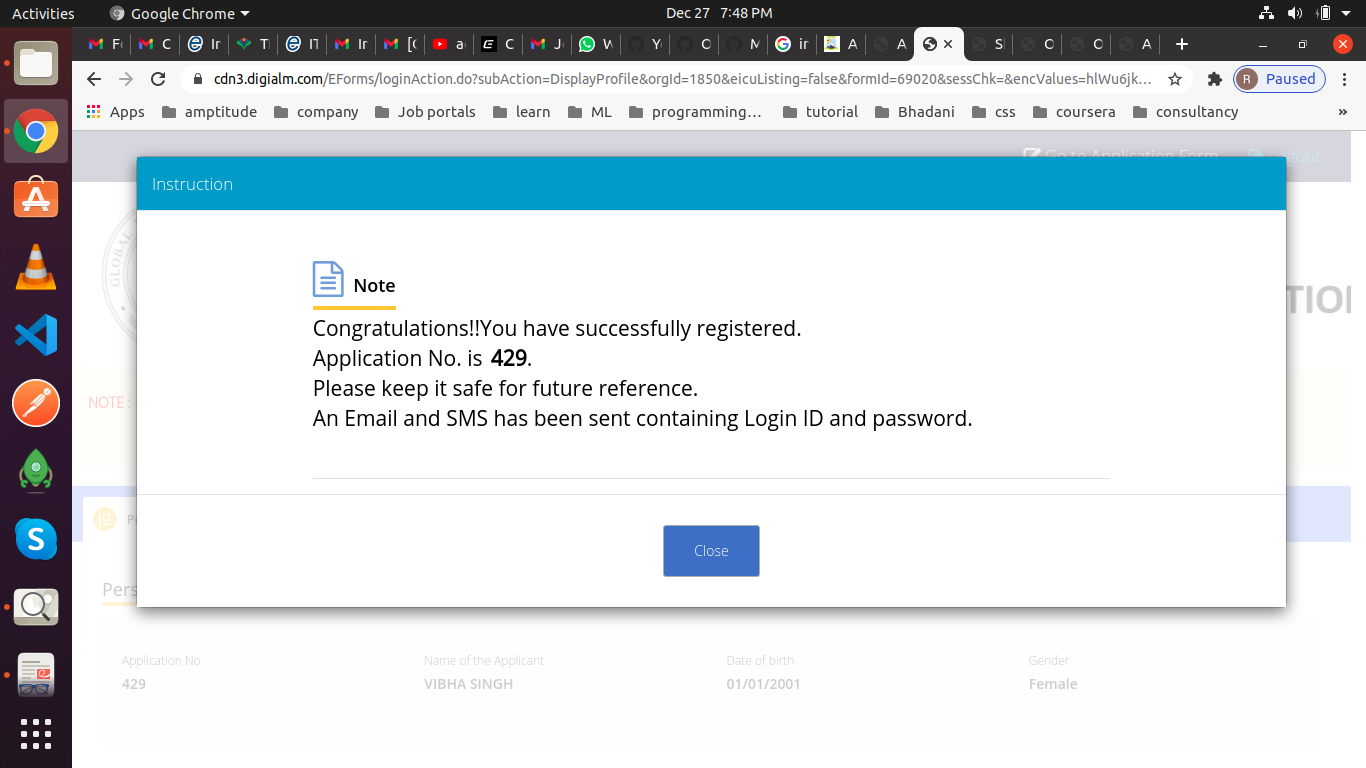 Activities
Google Chrome
Dec 27 7:48 PM
cdn3.digialm.com/EForms/loginAction.do?subAction=DisplayProfile&orgId=1850&eicuListing=false&formId=69020&sessChk=&encValues=hlWu6jk…
R Paused
Apps amptitude company Job portals learn ML programming… tutorial Bhadani css coursera consultancy »
Go to Application Form Logout
Instruction
GLOBAL
TION
Note
Congratulations!!You have successfully registered.
Application No. is 429.
Please keep it safe for future reference.
An Email and SMS has been sent containing Login ID and password.
NOTE :
Close
Pers
Application No Name of the Applicant Date of birth Gender
429 VIBHA SINGH 01/01/2001 Female